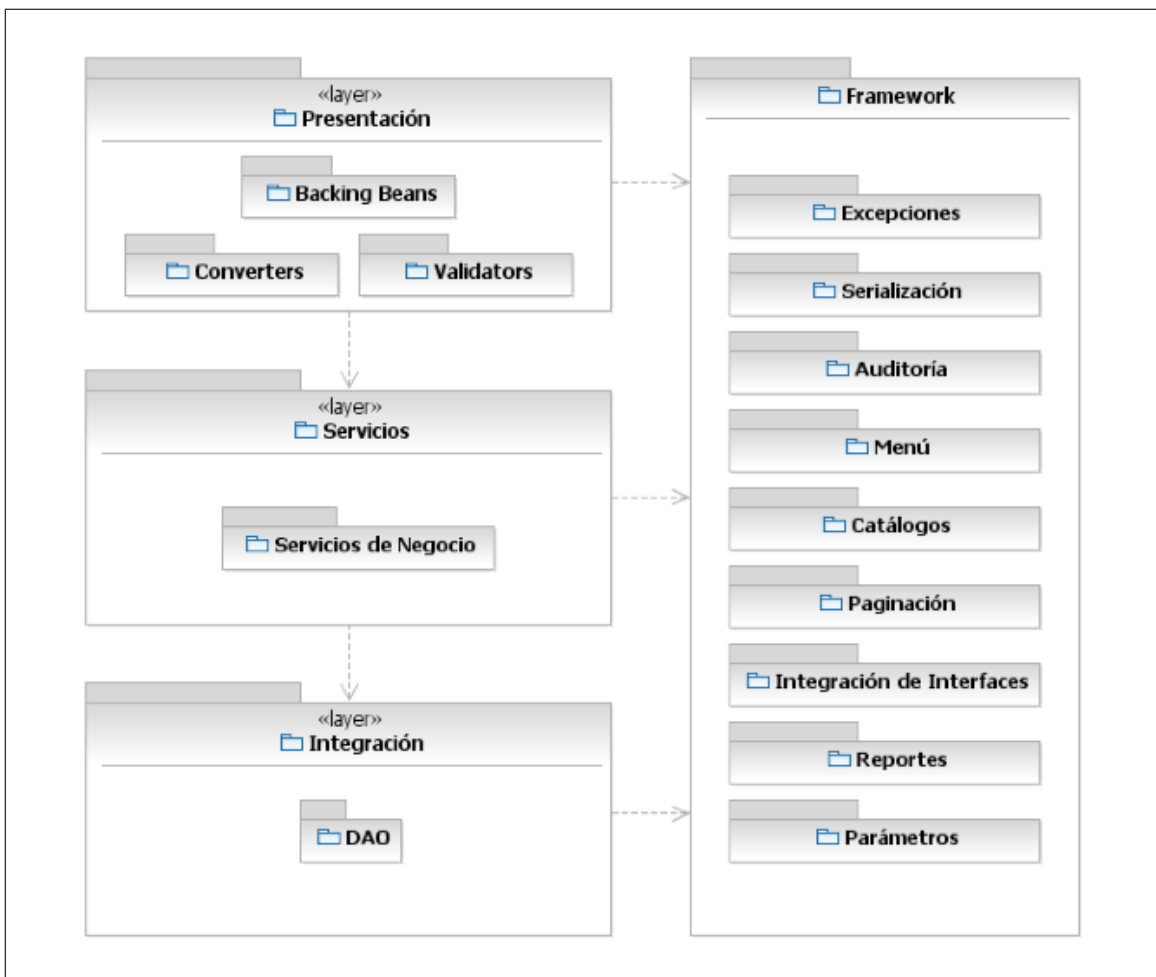 «layer»
Presentación
Backing Beans
Converters
Validators
«layer»
Servicios
Servicios de Negocio
«layer»
Integración
DAO
Framework
Excepciones
Serialización
Auditoría
Menú
Catálogos
Paginación
Integración de Interfaces
Reportes
Parámetros